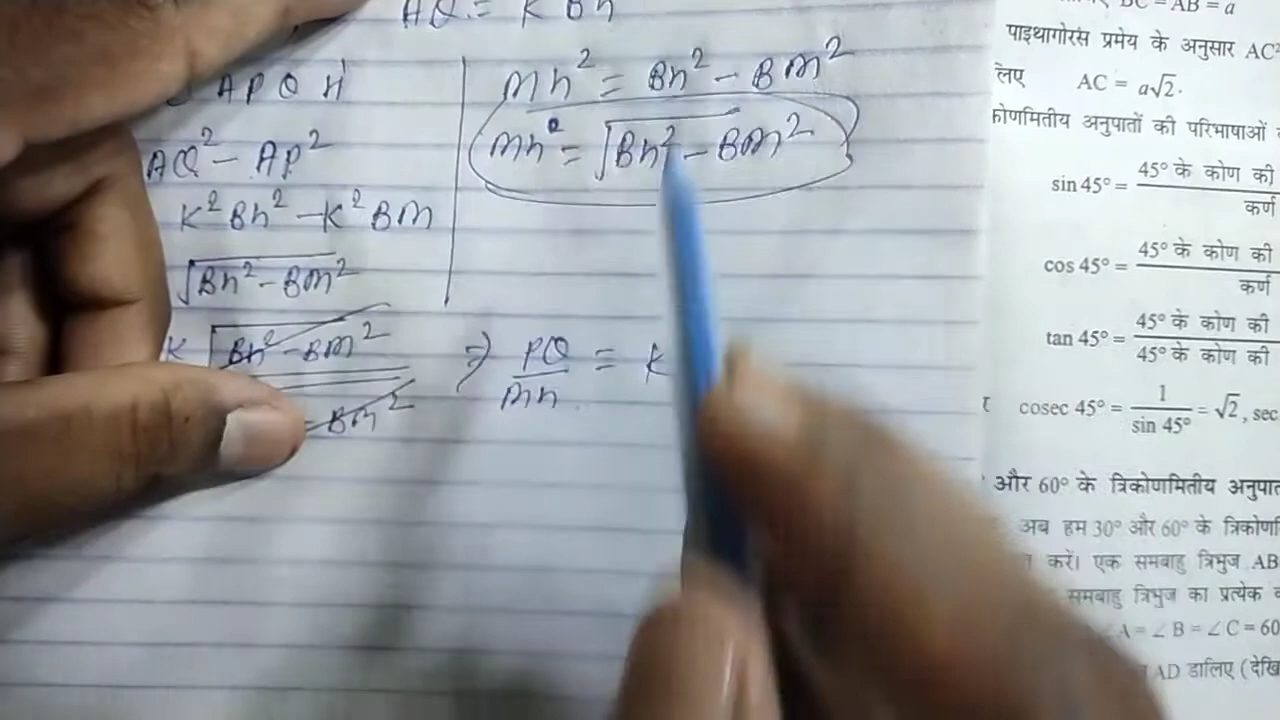 AQ = K Bn
△ APQ H
AQ² - AP²
K² Bn² - K² BM
√Bn² - Bm²
K √Bn² - Bm²
= Bm²
mn² = Bn² - Bm²
mn² = √Bn² - Bm²
⇒ PQ/mn = K
BC = AB = a
पाइथागोरस प्रमेय के अनुसार AC²
लिए AC = a√2.
कोणमितीय अनुपातों की परिभाषाओं
sin 45° = 45° के कोण की / कर्ण
cos 45° = 45° के कोण की / कर्ण
tan 45° = 45° के कोण की / 45° के कोण की
cosec 45° = 1 / sin 45° = √2, sec
और 60° के त्रिकोणमितीय अनुपात
अब हम 30° और 60° के त्रिकोणमि
करें। एक समबाहु त्रिभुज AB
समबाहु त्रिभुज का प्रत्येक
∠A = ∠B = ∠C = 60
AD डालिए (देखि